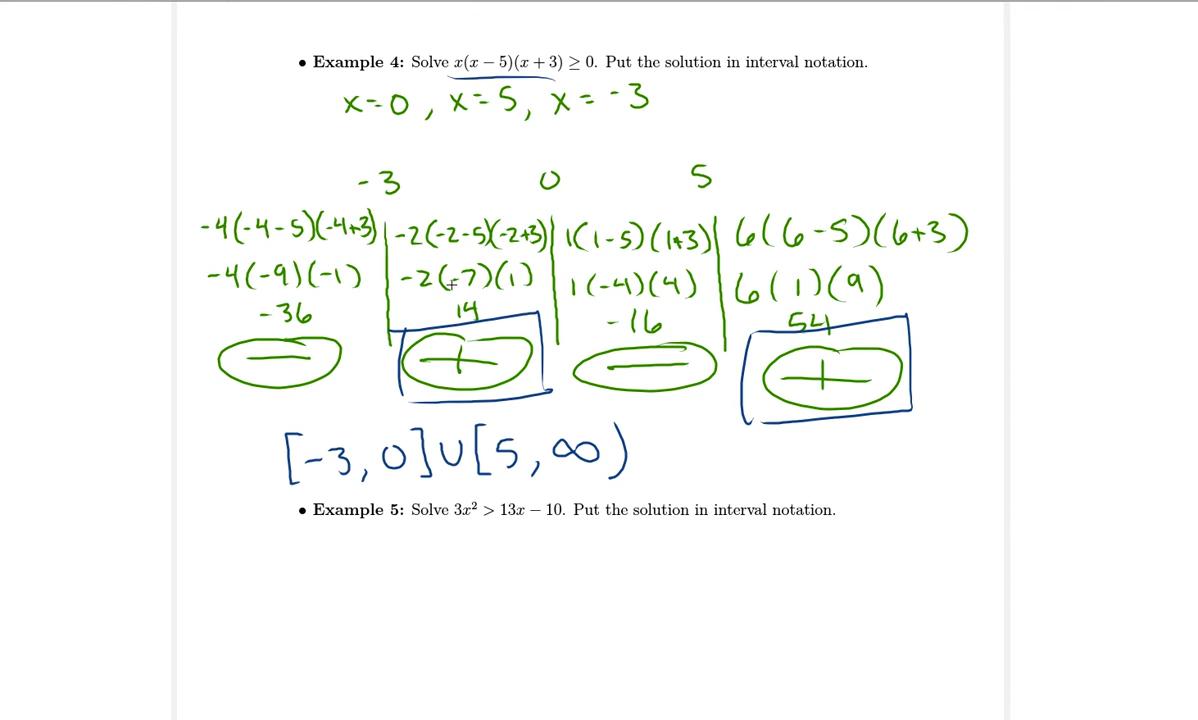 • Example 4: Solve x(x − 5)(x + 3) ≥ 0. Put the solution in interval notation.
x=0, x=5, x=-3
-3 0 5
-4(-4-5)(-4+3) | -2(-2-5)(-2+3) | 1(1-5)(1+3) | 6(6-5)(6+3)
-4(-9)(-1) | -2(-7)(1) | 1(-4)(4) | 6(1)(9)
-36 14 -16 54
− + − +
[-3,0]∪[5,∞)
• Example 5: Solve 3x² > 13x − 10. Put the solution in interval notation.